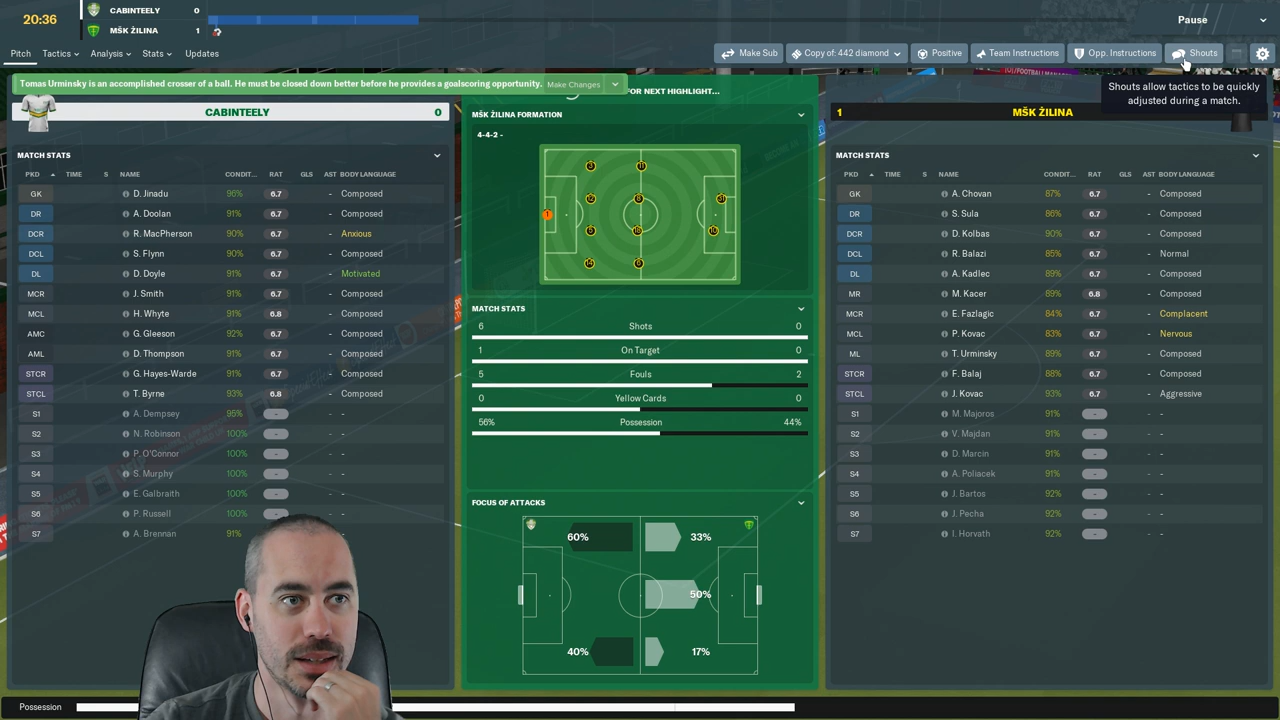 20:36
CABINTEELY 0
MŠK ŽILINA 1
Pause
Pitch Tactics Analysis Stats Updates
Make Sub Copy of: 442 diamond Positive Team Instructions Opp. Instructions Shouts
Tomas Urminsky is an accomplished crosser of a ball. He must be closed down better before he provides a goalscoring opportunity. Make Changes
FOR NEXT HIGHLIGHT...
Shouts allow tactics to be quickly
adjusted during a match.
CABINTEELY 0
MATCH STATS
PKD TIME S NAME CONDIT... RAT GLS AST BODY LANGUAGE
GK D. Jinadu 96% 6.7 - Composed
DR A. Doolan 91% 6.7 - Composed
DCR R. MacPherson 90% 6.7 - Anxious
DCL S. Flynn 90% 6.7 - Composed
DL D. Doyle 91% 6.7 - Motivated
MCR J. Smith 91% 6.7 - Composed
MCL H. Whyte 91% 6.8 - Composed
AMC G. Gleeson 92% 6.7 - Composed
AML D. Thompson 91% 6.7 - Composed
STCR G. Hayes-Warde 91% 6.7 - Composed
STCL T. Byrne 93% 6.8 - Composed
S1 A. Dempsey 95% - - -
S2 N. Robinson 100% - - -
S3 P. O'Connor 100% - - -
S4 S. Murphy 100% - - -
S5 E. Galbraith 100% - - -
S6 P. Russell 100% - - -
S7 A. Brennan 91% -
MŠK ŽILINA FORMATION
4-4-2 -
MATCH STATS
6 Shots 0
1 On Target 0
5 Fouls 2
0 Yellow Cards 0
56% Possession 44%
FOCUS OF ATTACKS
60% 33%
50%
40% 17%
1 MŠK ŽILINA
MATCH STATS
PKD TIME S NAME CONDIT... RAT GLS AST BODY LANGUAGE
GK A. Chovan 87% 6.7 - Composed
DR S. Sula 86% 6.7 - Composed
DCR D. Kolbas 90% 6.7 - Composed
DCL R. Balazi 85% 6.7 - Normal
DL A. Kadlec 89% 6.7 - Composed
MR M. Kacer 89% 6.8 - Composed
MCR E. Fazlagic 84% 6.7 - Complacent
MCL P. Kovac 83% 6.7 - Nervous
ML T. Urminsky 89% 6.7 - Composed
STCR F. Balaj 88% 6.7 - Composed
STCL J. Kovac 93% 6.7 - Aggressive
S1 M. Majoros 91% - - -
S2 V. Majdan 91% - - -
S3 D. Marcin 91% - - -
S4 A. Poliacek 91% - - -
S5 J. Bartos 92% - - -
S6 J. Pecha 92% - - -
S7 I. Horvath 92% - - -
Possession